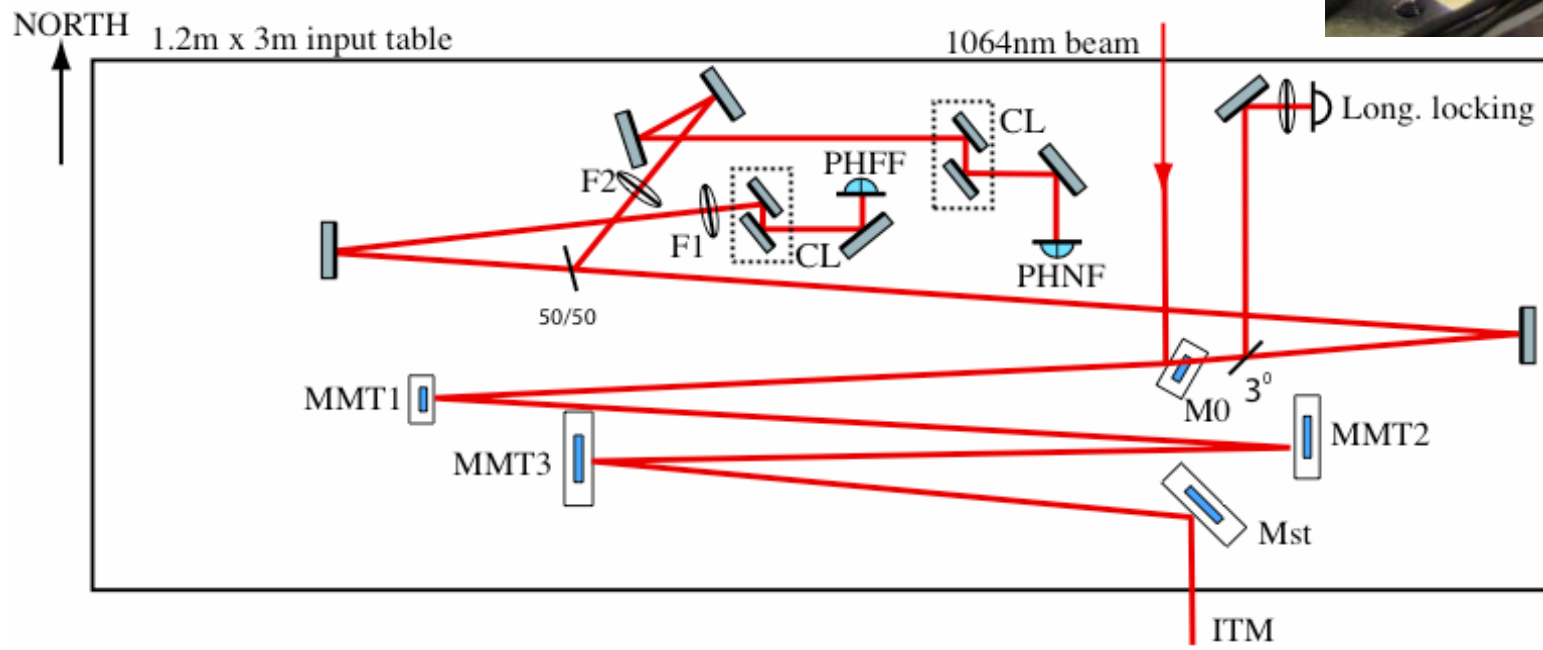 NORTH
1.2m x 3m input table
1064nm beam
CL
Long. locking
PHFF
F2
F1
CL
PHNF
50/50
MMT1
M0
3⁰
MMT2
MMT3
Mst
ITM